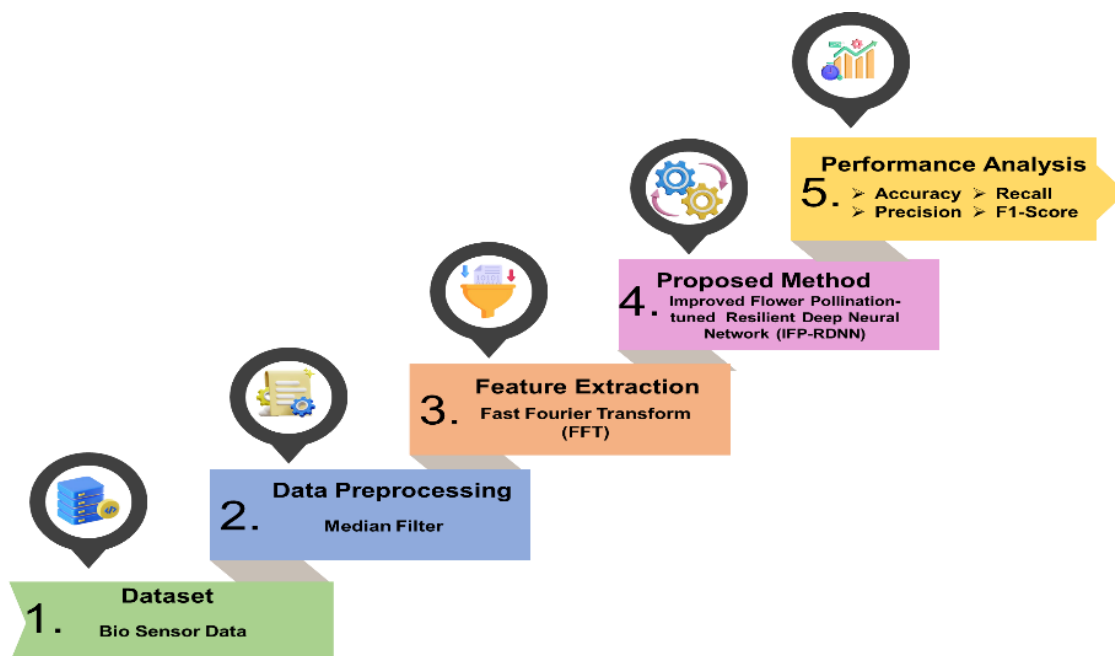 1.
Dataset
Bio Sensor Data
2.
Data Preprocessing
Median Filter
3.
Feature Extraction
Fast Fourier Transform
(FFT)
4.
Proposed Method
Improved Flower Pollination-
tuned Resilient Deep Neural
Network (IFP-RDNN)
5.
Performance Analysis
➢ Accuracy ➢ Recall
➢ Precision ➢ F1-Score